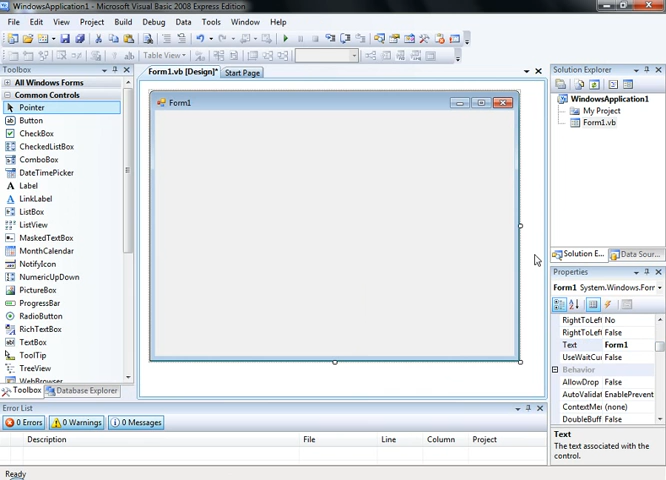 WindowsApplication1 - Microsoft Visual Basic 2008 Express Edition
File Edit View Project Build Debug Data Tools Window Help
Table View
Toolbox
All Windows Forms
Common Controls
Pointer
Button
CheckBox
CheckedListBox
ComboBox
DateTimePicker
Label
LinkLabel
ListBox
ListView
MaskedTextBox
MonthCalendar
NotifyIcon
NumericUpDown
PictureBox
ProgressBar
RadioButton
RichTextBox
TextBox
ToolTip
TreeView
WebBrowser
Toolbox Database Explorer
Form1.vb [Design]* Start Page
Form1
Solution Explorer
WindowsApplication1
My Project
Form1.vb
Solution E... Data Sour...
Properties
Form1 System.Windows.Forr
RightToLef No
RightToLef False
Text Form1
UseWaitCu False
Behavior
AllowDrop False
AutoValidat EnablePrevent
ContextMe (none)
DoubleBuff False
Text
The text associated with the
control.
Error List
0 Errors 0 Warnings 0 Messages
Description File Line Column Project
Ready